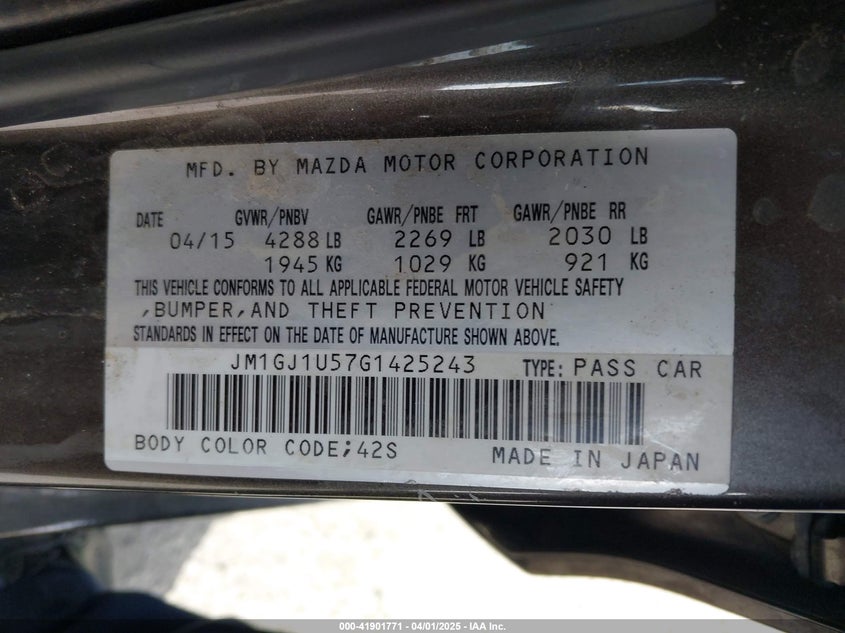 MFD. BY MAZDA MOTOR CORPORATION
DATE GVWR/PNBV GAWR/PNBE FRT GAWR/PNBE RR
04/15 4288 LB 2269 LB 2030 LB
1945 KG 1029 KG 921 KG
THIS VEHICLE CONFORMS TO ALL APPLICABLE FEDERAL MOTOR VEHICLE SAFETY
,BUMPER,AND THEFT PREVENTION
STANDARDS IN EFFECT ON THE DATE OF MANUFACTURE SHOWN ABOVE.
JM1GJ1U57G1425243 TYPE: PASS CAR
BODY COLOR CODE;42S MADE IN JAPAN
000-41901771 - 04/01/2025 - IAA Inc.